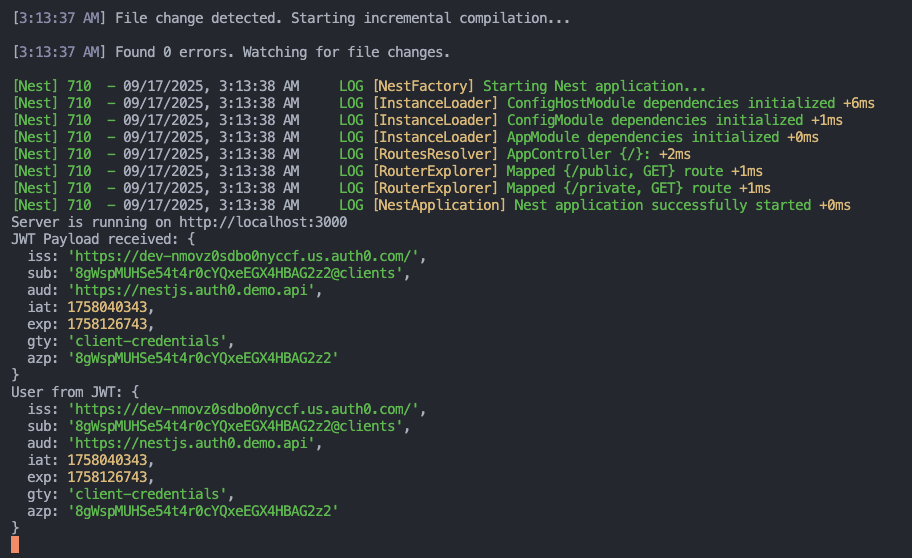 [3:13:37 AM] File change detected. Starting incremental compilation...
[3:13:37 AM] Found 0 errors. Watching for file changes.
[Nest] 710  - 09/17/2025, 3:13:38 AM     LOG [NestFactory] Starting Nest application...
[Nest] 710  - 09/17/2025, 3:13:38 AM     LOG [InstanceLoader] ConfigHostModule dependencies initialized +6ms
[Nest] 710  - 09/17/2025, 3:13:38 AM     LOG [InstanceLoader] ConfigModule dependencies initialized +1ms
[Nest] 710  - 09/17/2025, 3:13:38 AM     LOG [InstanceLoader] AppModule dependencies initialized +0ms
[Nest] 710  - 09/17/2025, 3:13:38 AM     LOG [RoutesResolver] AppController {/}: +2ms
[Nest] 710  - 09/17/2025, 3:13:38 AM     LOG [RouterExplorer] Mapped {/public, GET} route +1ms
[Nest] 710  - 09/17/2025, 3:13:38 AM     LOG [RouterExplorer] Mapped {/private, GET} route +1ms
[Nest] 710  - 09/17/2025, 3:13:38 AM     LOG [NestApplication] Nest application successfully started +0ms
Server is running on http://localhost:3000
JWT Payload received: {
  iss: 'https://dev-nmovz0sdbo0nyccf.us.auth0.com/',
  sub: '8gWspMUHSe54t4r0cYQxeEGX4HBAG2z2@clients',
  aud: 'https://nestjs.auth0.demo.api',
  iat: 1758040343,
  exp: 1758126743,
  gty: 'client-credentials',
  azp: '8gWspMUHSe54t4r0cYQxeEGX4HBAG2z2'
}
User from JWT: {
  iss: 'https://dev-nmovz0sdbo0nyccf.us.auth0.com/',
  sub: '8gWspMUHSe54t4r0cYQxeEGX4HBAG2z2@clients',
  aud: 'https://nestjs.auth0.demo.api',
  iat: 1758040343,
  exp: 1758126743,
  gty: 'client-credentials',
  azp: '8gWspMUHSe54t4r0cYQxeEGX4HBAG2z2'
}